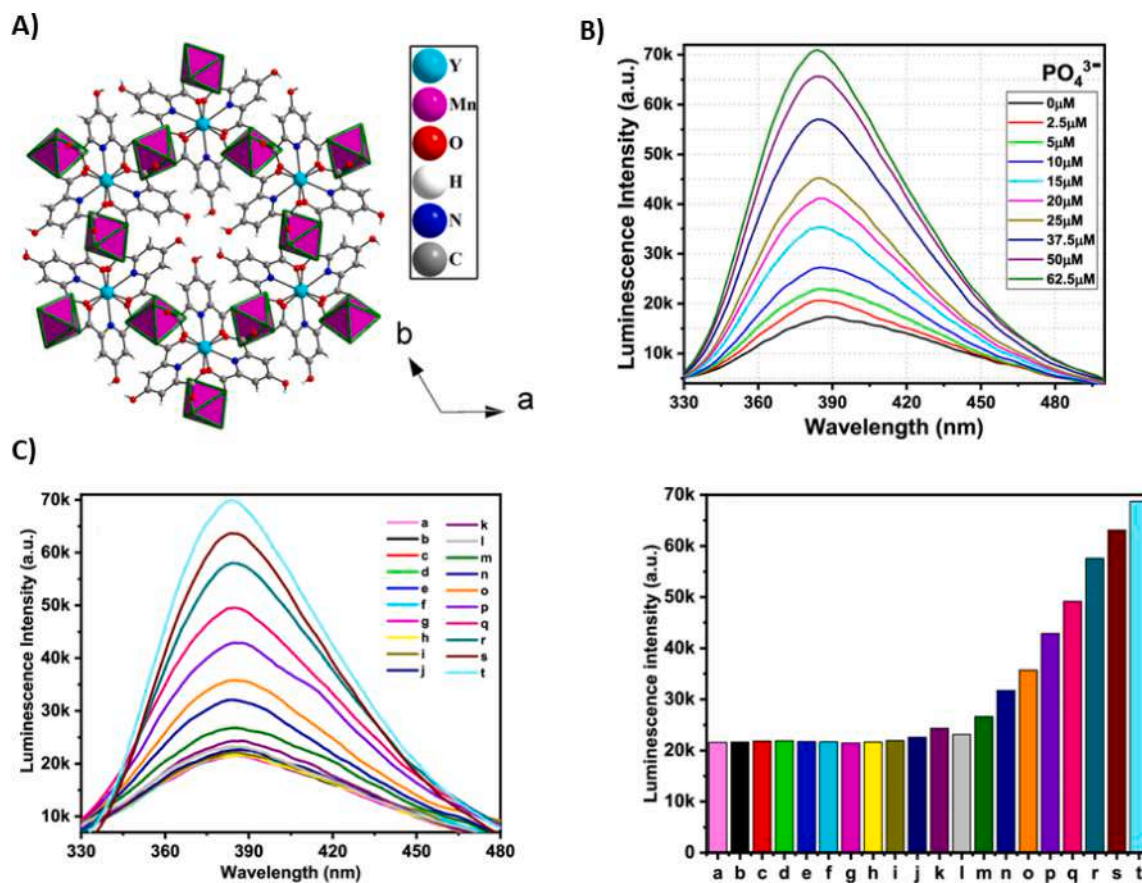 A)
Y
Mn
O
H
N
C
b
a
B)
Luminescence Intensity (a.u.)
70k
60k
50k
40k
30k
20k
10k
PO₄³⁻
0μM
2.5μM
5μM
10μM
15μM
20μM
25μM
37.5μM
50μM
62.5μM
330 360 390 420 450 480
Wavelength (nm)
C)
Luminescence Intensity (a.u.)
70k
60k
50k
40k
30k
20k
10k
a k
b l
c m
d n
e o
f p
g q
h r
i s
j t
330 360 390 420 450 480
Wavelength (nm)
Luminescence intensity (a.u.)
70k
60k
50k
40k
30k
20k
10k
0
a b c d e f g h i j k l m n o p q r s t